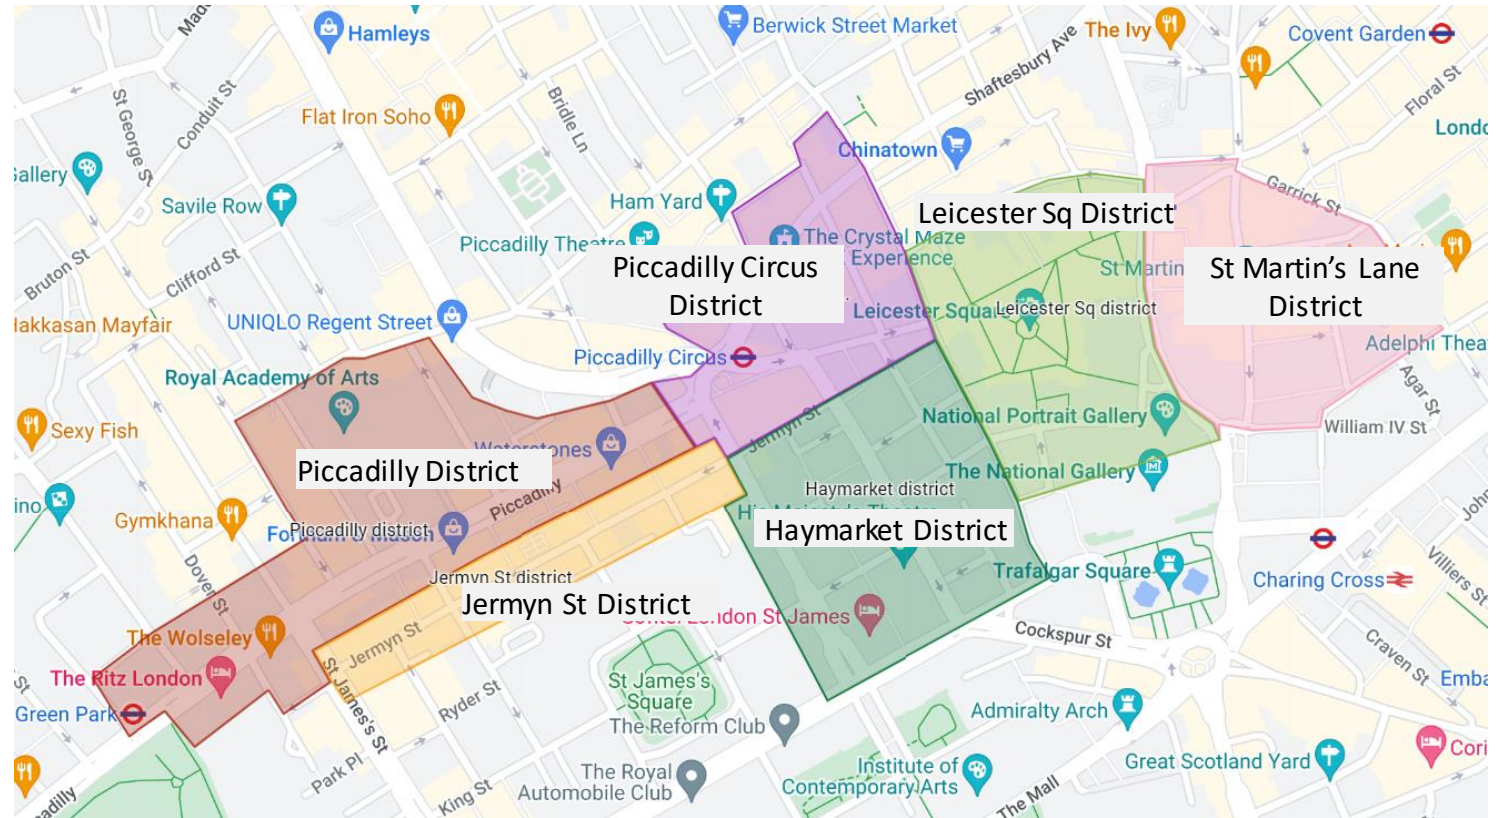 Made
Hamleys
Berwick Street Market
The Ivy
Covent Garden
Shaftesbury Ave
St George St
Conduit St
Flat Iron Soho
Bridle Ln
Floral St
Chinatown
Savile Row
Ham Yard
Garrick St
Leicester Sq District
Piccadilly Theatre
The Crystal Maze
Experience
Bruton St
Clifford St
Piccadilly Circus
District
St Martin
St Martin's Lane
District
Hakkasan Mayfair
UNIQLO Regent Street
Leicester Square
Leicester Sq district
Piccadilly Circus
Adelphi Thea
Royal Academy of Arts
Agar St
Sexy Fish
Jermyn St
National Portrait Gallery
William IV St
Waterstones
Piccadilly District
The National Gallery
Piccadilly
Haymarket district
Gymkhana
Piccadilly district
Haymarket District
Dover St
Jermyn St district
Jermyn St District
Trafalgar Square
Charing Cross
Villiers St
London St James
The Wolseley
Jermyn St
Cockspur St
Craven St
The Ritz London
St James's St
Ryder St
St James's
Square
Green Park
The Reform Club
Admiralty Arch
Park Pl
King St
The Royal
Automobile Club
Institute of
Contemporary Arts
The Mall
Great Scotland Yard